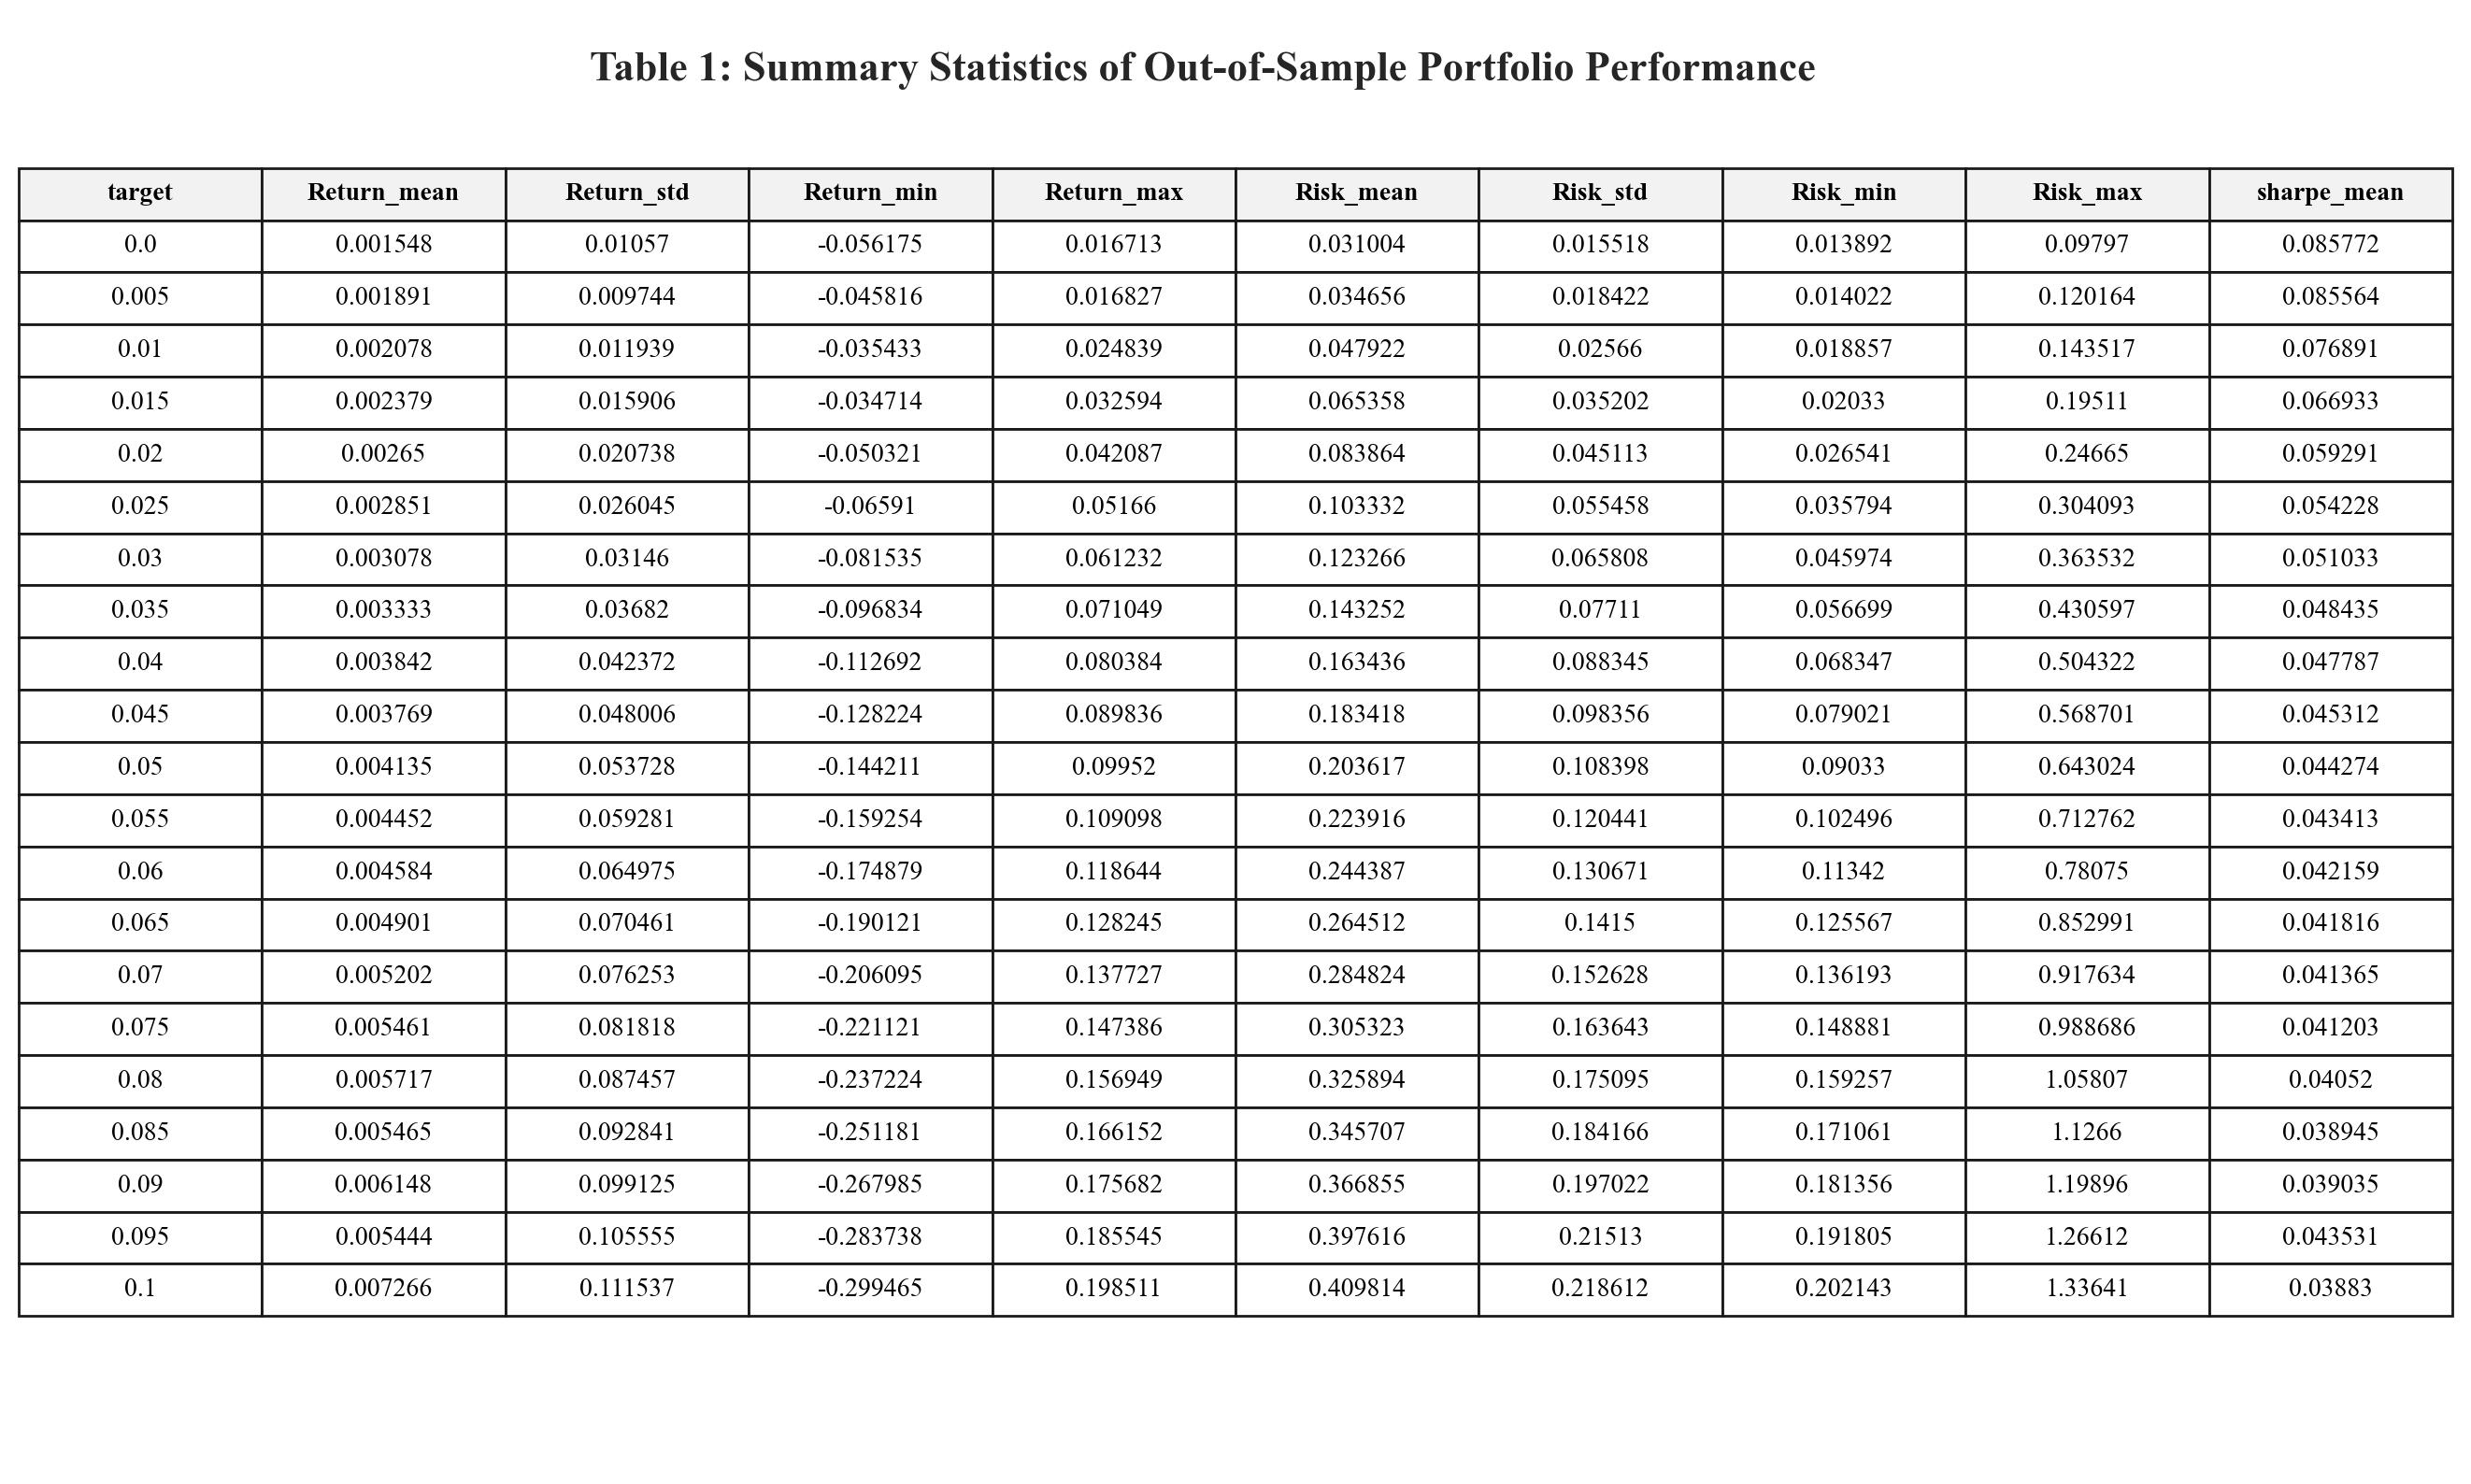 Table 1: Summary Statistics of Out-of-Sample Portfolio Performance
target Return_mean Return_std Return_min Return_max Risk_mean Risk_std Risk_min Risk_max sharpe_mean
0.0 0.001548 0.01057 -0.056175 0.016713 0.031004 0.015518 0.013892 0.09797 0.085772
0.005 0.001891 0.009744 -0.045816 0.016827 0.034656 0.018422 0.014022 0.120164 0.085564
0.01 0.002078 0.011939 -0.035433 0.024839 0.047922 0.02566 0.018857 0.143517 0.076891
0.015 0.002379 0.015906 -0.034714 0.032594 0.065358 0.035202 0.02033 0.19511 0.066933
0.02 0.00265 0.020738 -0.050321 0.042087 0.083864 0.045113 0.026541 0.24665 0.059291
0.025 0.002851 0.026045 -0.06591 0.05166 0.103332 0.055458 0.035794 0.304093 0.054228
0.03 0.003078 0.03146 -0.081535 0.061232 0.123266 0.065808 0.045974 0.363532 0.051033
0.035 0.003333 0.03682 -0.096834 0.071049 0.143252 0.07711 0.056699 0.430597 0.048435
0.04 0.003842 0.042372 -0.112692 0.080384 0.163436 0.088345 0.068347 0.504322 0.047787
0.045 0.003769 0.048006 -0.128224 0.089836 0.183418 0.098356 0.079021 0.568701 0.045312
0.05 0.004135 0.053728 -0.144211 0.09952 0.203617 0.108398 0.09033 0.643024 0.044274
0.055 0.004452 0.059281 -0.159254 0.109098 0.223916 0.120441 0.102496 0.712762 0.043413
0.06 0.004584 0.064975 -0.174879 0.118644 0.244387 0.130671 0.11342 0.78075 0.042159
0.065 0.004901 0.070461 -0.190121 0.128245 0.264512 0.1415 0.125567 0.852991 0.041816
0.07 0.005202 0.076253 -0.206095 0.137727 0.284824 0.152628 0.136193 0.917634 0.041365
0.075 0.005461 0.081818 -0.221121 0.147386 0.305323 0.163643 0.148881 0.988686 0.041203
0.08 0.005717 0.087457 -0.237224 0.156949 0.325894 0.175095 0.159257 1.05807 0.04052
0.085 0.005465 0.092841 -0.251181 0.166152 0.345707 0.184166 0.171061 1.1266 0.038945
0.09 0.006148 0.099125 -0.267985 0.175682 0.366855 0.197022 0.181356 1.19896 0.039035
0.095 0.005444 0.105555 -0.283738 0.185545 0.397616 0.21513 0.191805 1.26612 0.043531
0.1 0.007266 0.111537 -0.299465 0.198511 0.409814 0.218612 0.202143 1.33641 0.03883